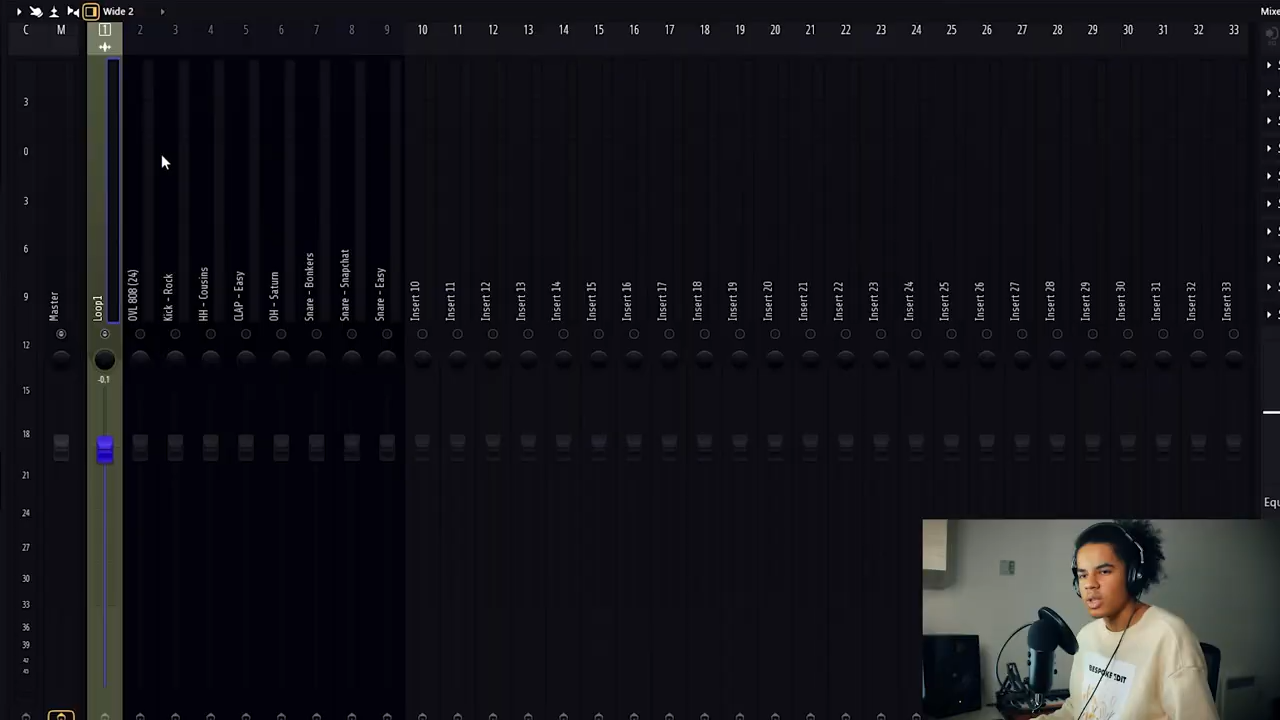 Wide 2
Mixe
C M 1 2 3 4 5 6 7 8 9 10 11 12 13 14 15 16 17 18 19 20 21 22 23 24 25 26 27 28 29 30 31 32 33
3
0
3
6
9
12
15
18
21
24
27
30
33
36
39
42
45
Master
Loop1
OVL 808 (24)
Kick - Rock
HH - Cousins
CLAP - Easy
OH - Saturn
Snare - Bonkers
Snare - Snapchat
Snare - Easy
Insert 10
Insert 11
Insert 12
Insert 13
Insert 14
Insert 15
Insert 16
Insert 17
Insert 18
Insert 19
Insert 20
Insert 21
Insert 22
Insert 23
Insert 24
Insert 25
Insert 26
Insert 27
Insert 28
Insert 29
Insert 30
Insert 31
Insert 32
Insert 33
-0.1
Equ
BESPOKE EDIT